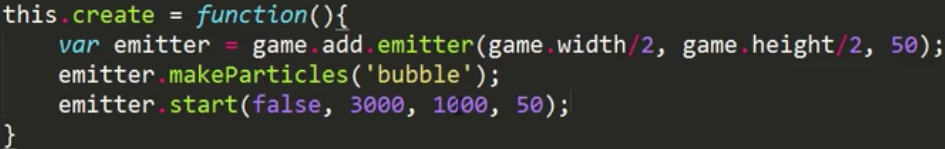 this.create = function(){
    var emitter = game.add.emitter(game.width/2, game.height/2, 50);
    emitter.makeParticles('bubble');
    emitter.start(false, 3000, 1000, 50);
}